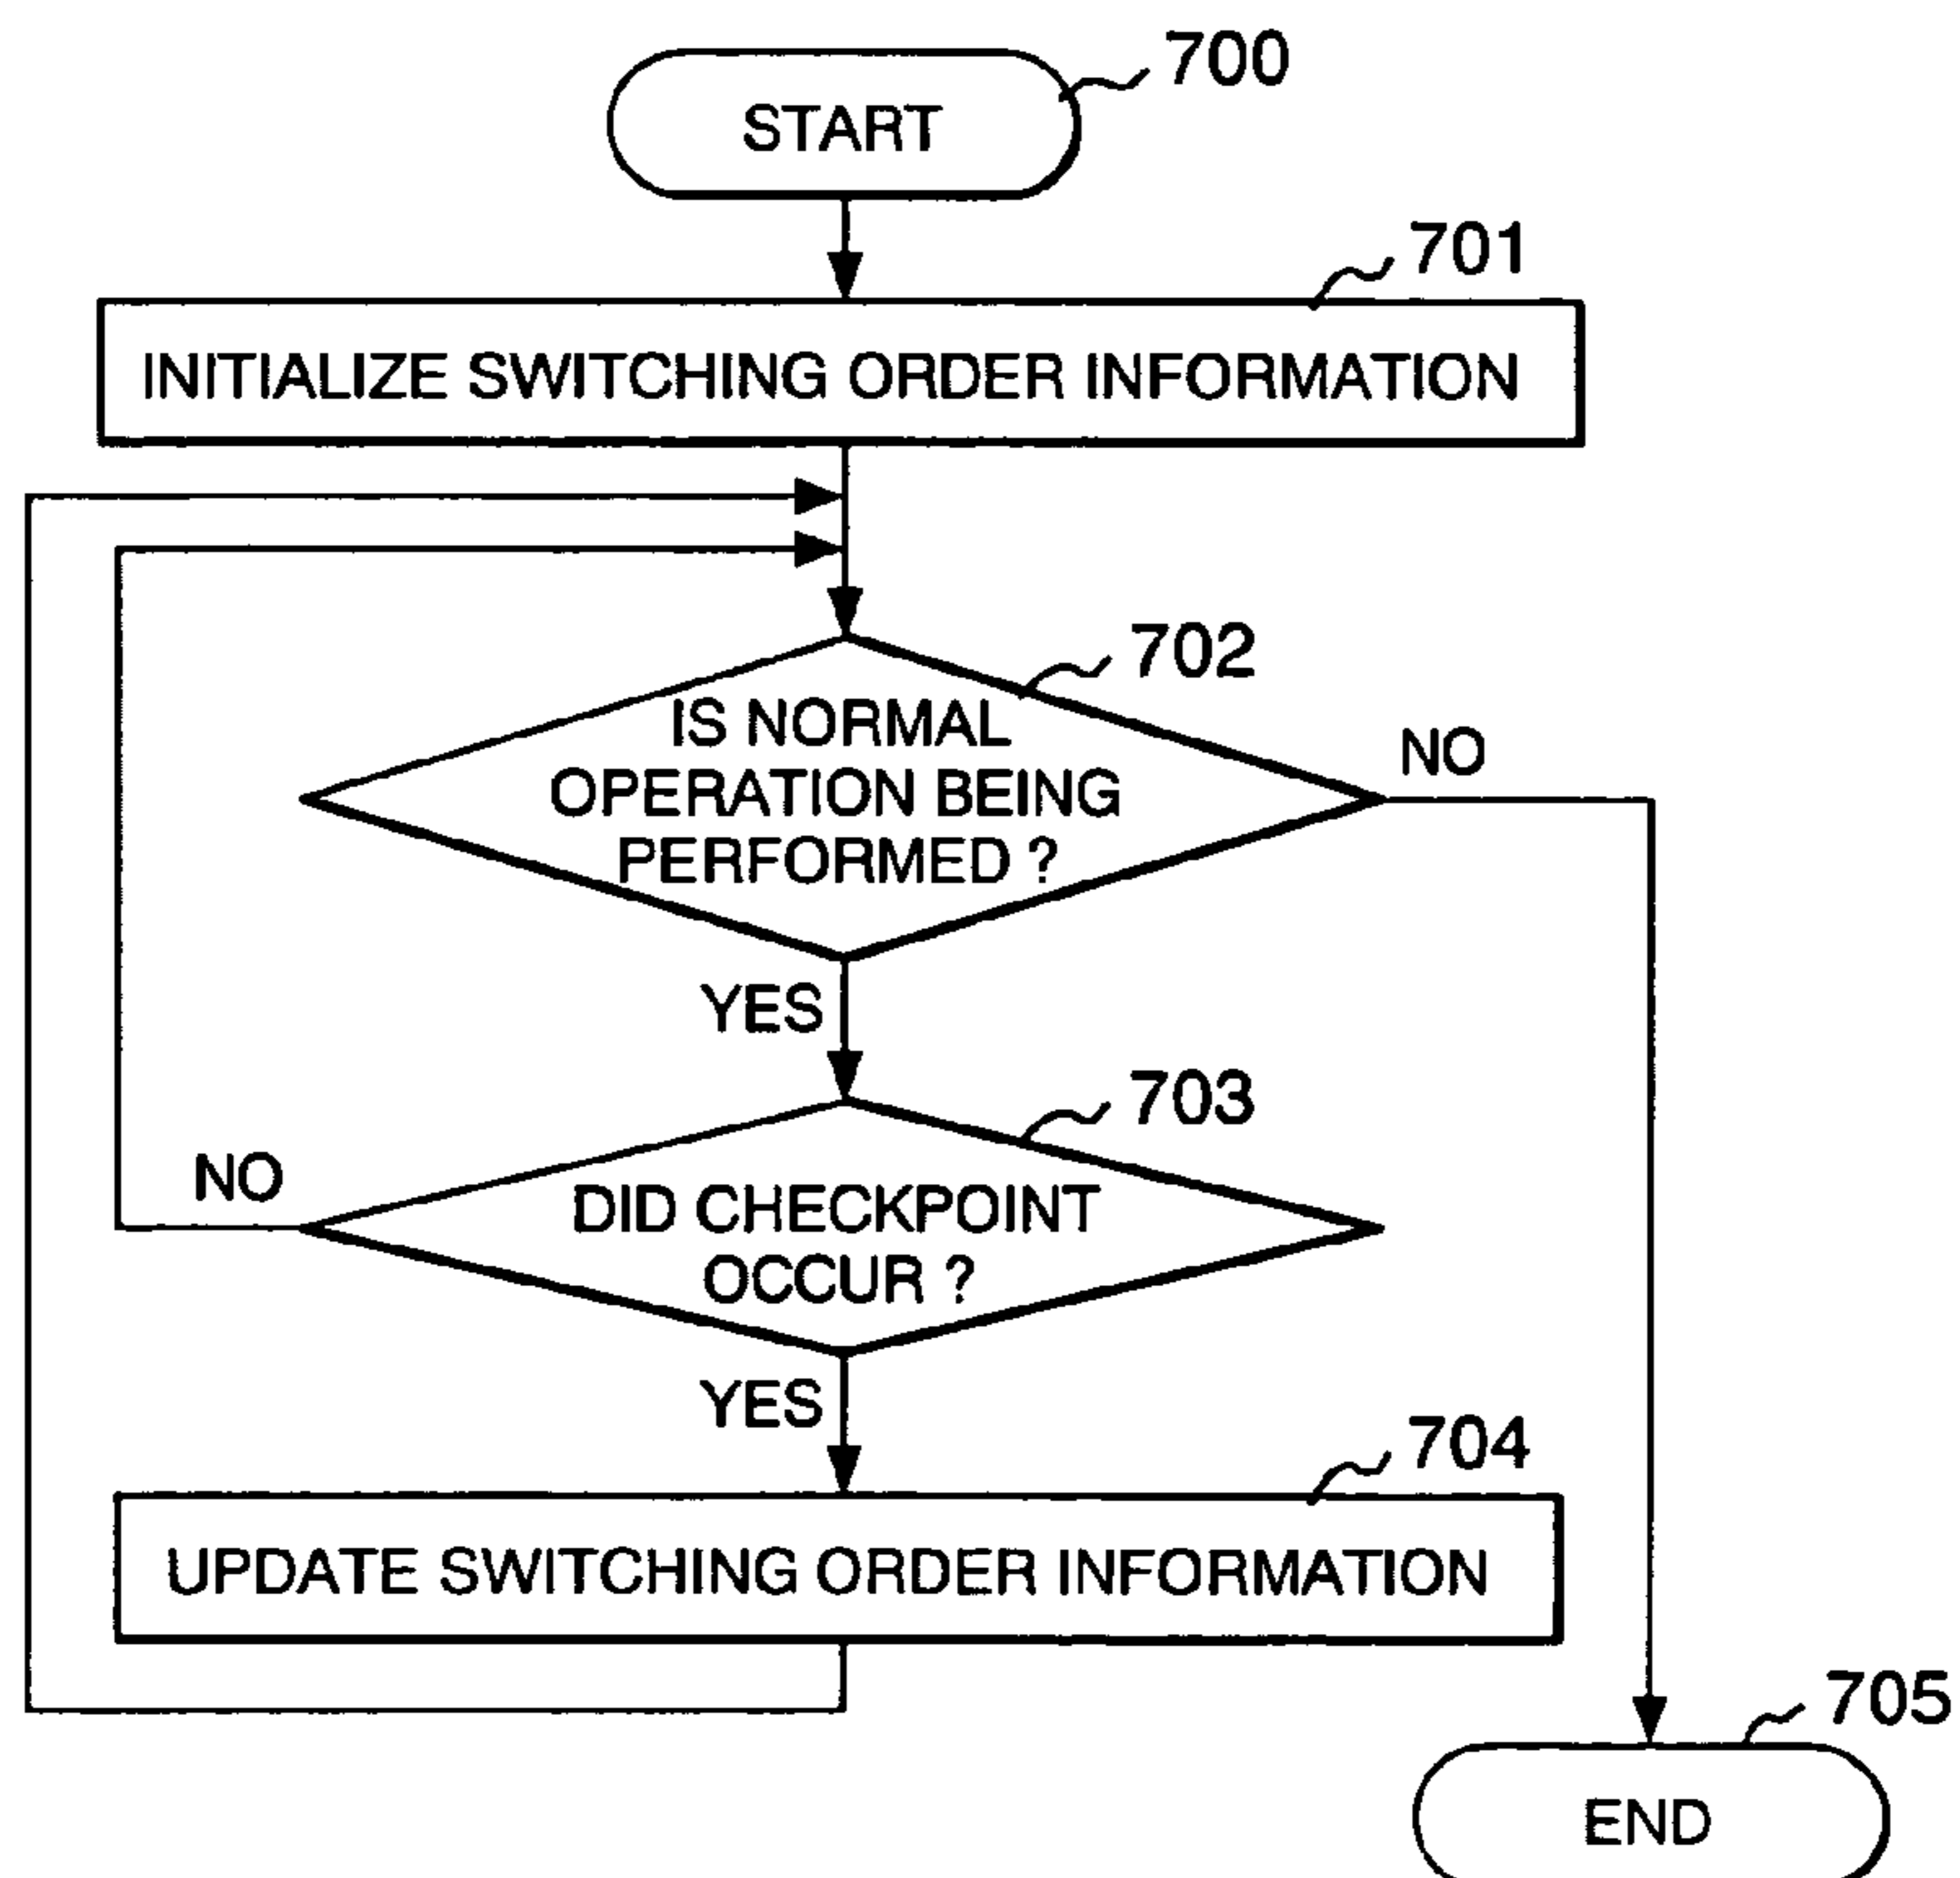 700
START
701
INITIALIZE SWITCHING ORDER INFORMATION
702
IS NORMAL
OPERATION BEING
PERFORMED ?
NO
YES
703
NO
DID CHECKPOINT
OCCUR ?
YES
704
UPDATE SWITCHING ORDER INFORMATION
705
END